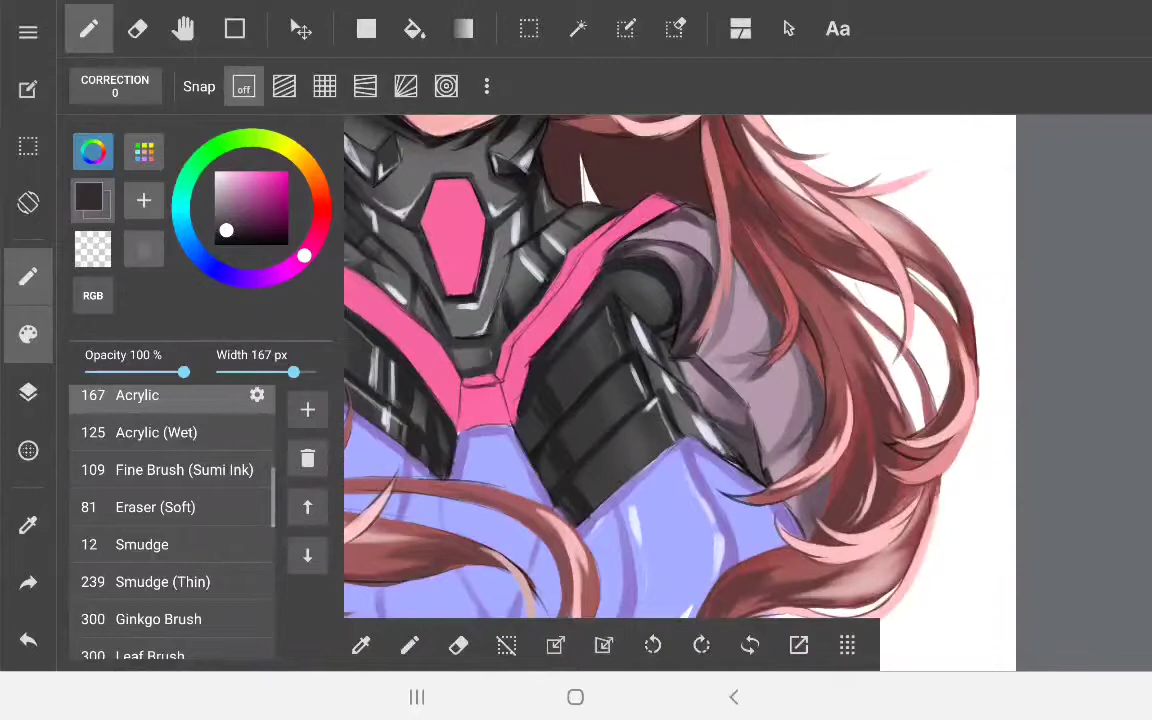 Aa
CORRECTION
0
Snap
off
RGB
Opacity 100 %
Width 167 px
167 Acrylic
125 Acrylic (Wet)
109 Fine Brush (Sumi Ink)
81 Eraser (Soft)
12 Smudge
239 Smudge (Thin)
300 Ginkgo Brush
300 Leaf Brush